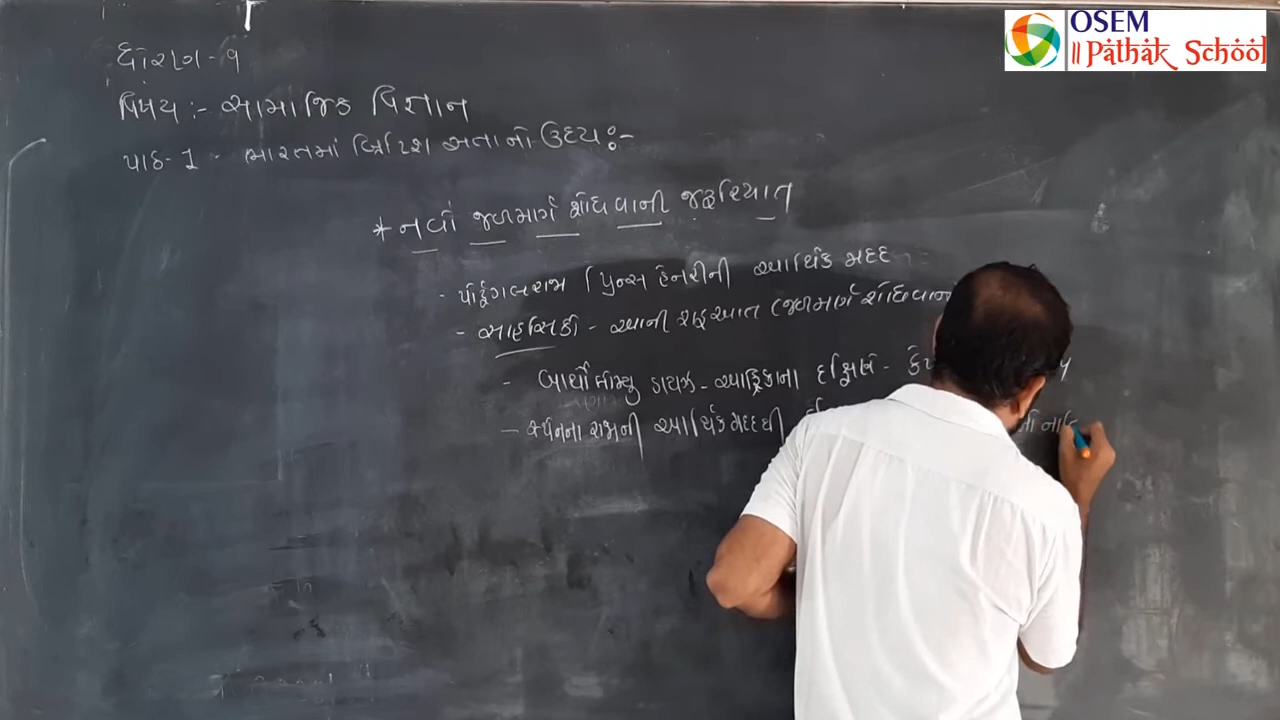 OSEM
॥ Pathak School
ધોરણ - ૧
વિષય :- સામાજિક વિજ્ઞાન
પાઠ-1 - ભારતમાં બ્રિટિશ સતાનો ઉદય :-
* નવો જળમાર્ગ શોધવાની જરૂરિયાત
- પોર્ટુગલરાજા પ્રિન્સ હેનરીની આર્થિક મદદ
- સાહસિકો - આની શરૂઆત (જળમાર્ગ શોધવાન
- બાર્થોલોમ્યુ ડાયઝ - આફ્રિકાના દક્ષિણ -
- સ્પેનના રાજાની આર્થિક મદદથી